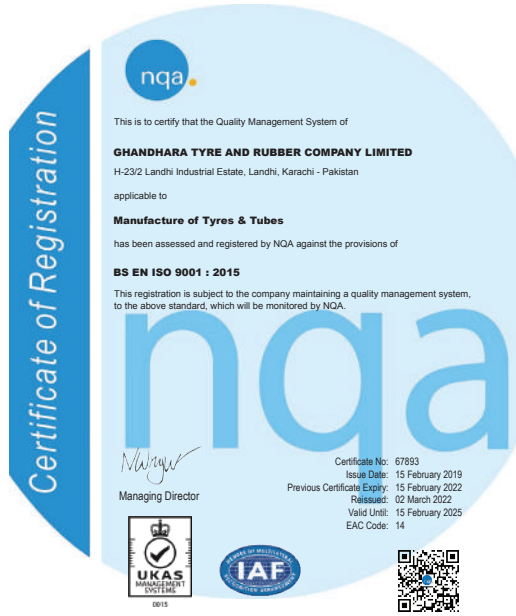 Certificate of Registration
nqa.
This is to certify that the Quality Management System of
GHANDHARA TYRE AND RUBBER COMPANY LIMITED
H-23/2 Landhi Industrial Estate, Landhi, Karachi - Pakistan
applicable to
Manufacture of Tyres & Tubes
has been assessed and registered by NQA against the provisions of
BS EN ISO 9001 : 2015
This registration is subject to the company maintaining a quality management system,
to the above standard, which will be monitored by NQA.
nqa
Managing Director
Certificate No: 67893
Issue Date: 15 February 2019
Previous Certificate Expiry: 15 February 2022
Reissued: 02 March 2022
Valid Until: 15 February 2025
EAC Code: 14
UKAS
MANAGEMENT
SYSTEMS
0015
MEMBER OF MULTILATERAL
IAF
RECOGNITION ARRANGEMENT